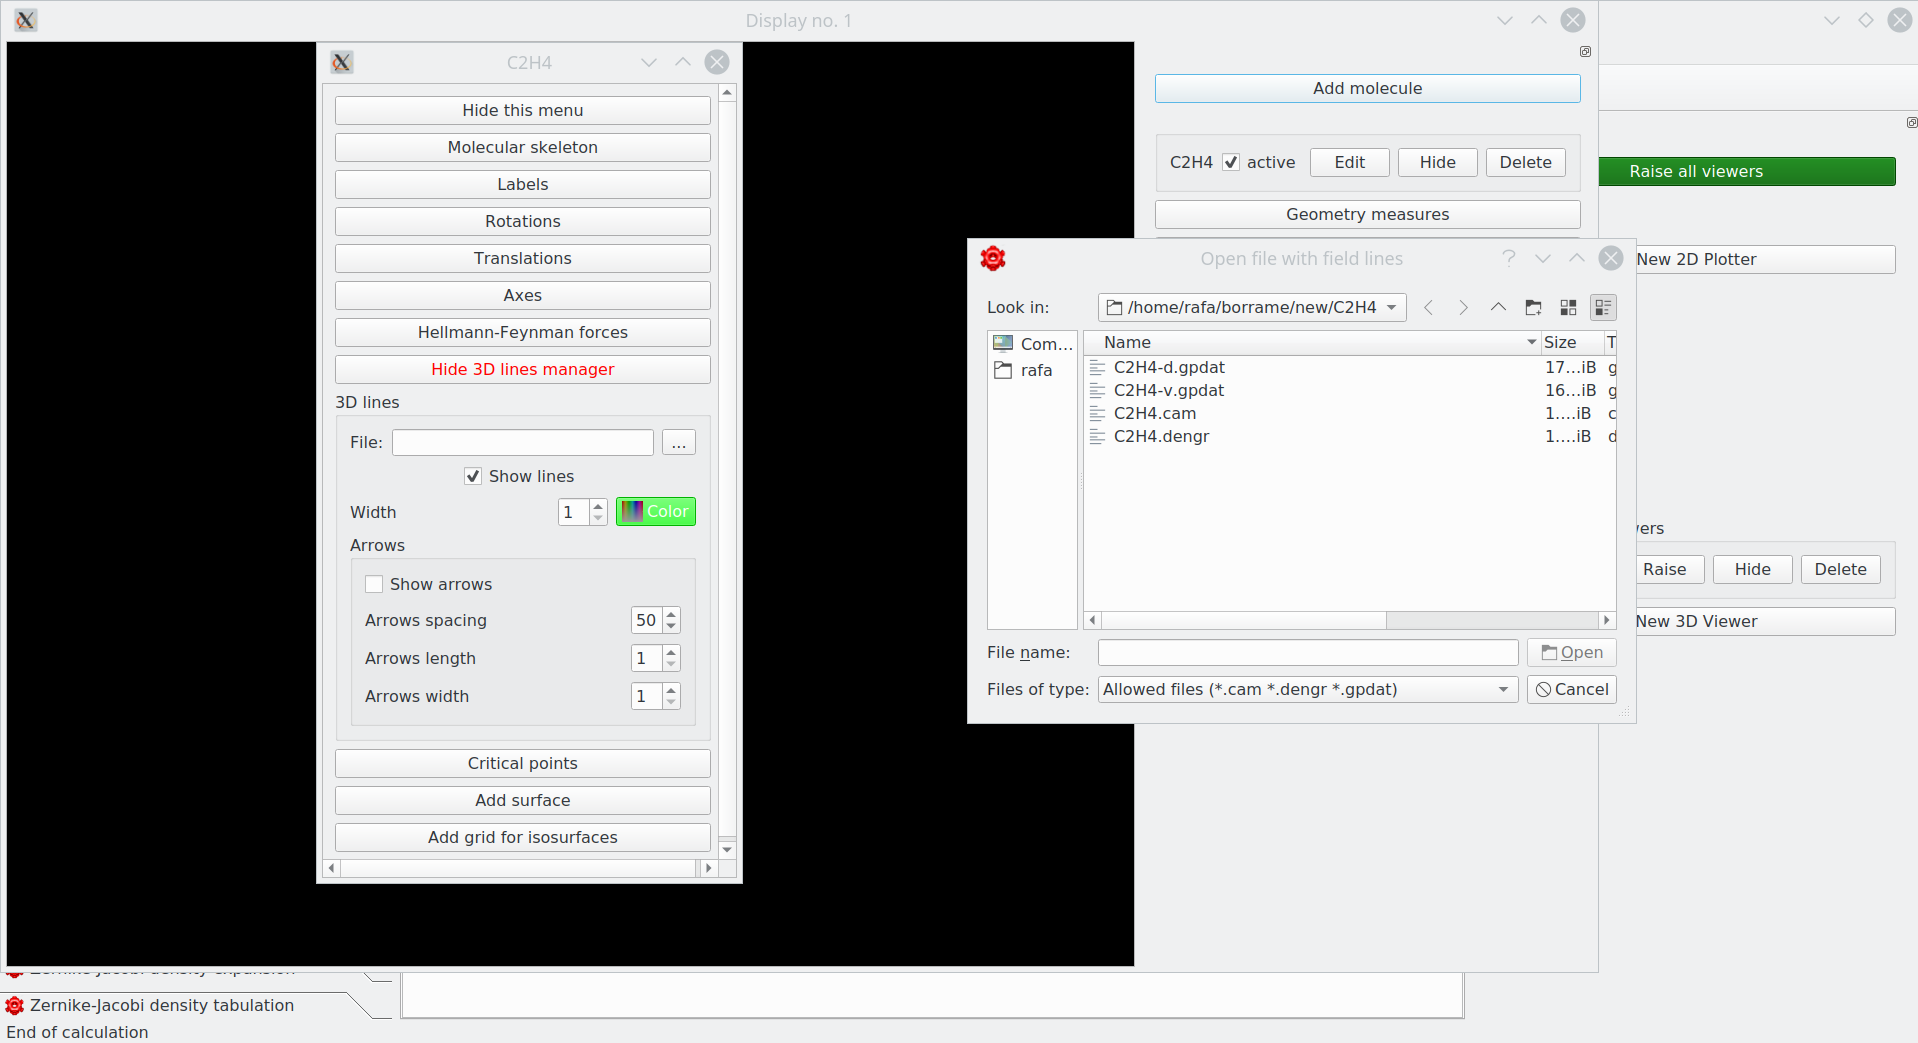 Display no. 1
C2H4
Hide this menu
Molecular skeleton
Labels
Rotations
Translations
Axes
Hellmann-Feynman forces
Hide 3D lines manager
3D lines
File:
...
Show lines
Width
1
Color
Arrows
Show arrows
Arrows spacing
50
Arrows length
1
Arrows width
1
Critical points
Add surface
Add grid for isosurfaces
Add molecule
C2H4 active Edit Hide Delete
Geometry measures
Raise all viewers
New 2D Plotter
Raise Hide Delete
New 3D Viewer
Open file with field lines
Look in: /home/rafa/borrame/new/C2H4
Com...
rafa
Name Size
C2H4-d.gpdat 17...iB
C2H4-v.gpdat 16...iB
C2H4.cam 1....iB
C2H4.dengr 1....iB
File name: Open
Files of type: Allowed files (*.cam *.dengr *.gpdat) Cancel
Zernike-Jacobi density tabulation
End of calculation